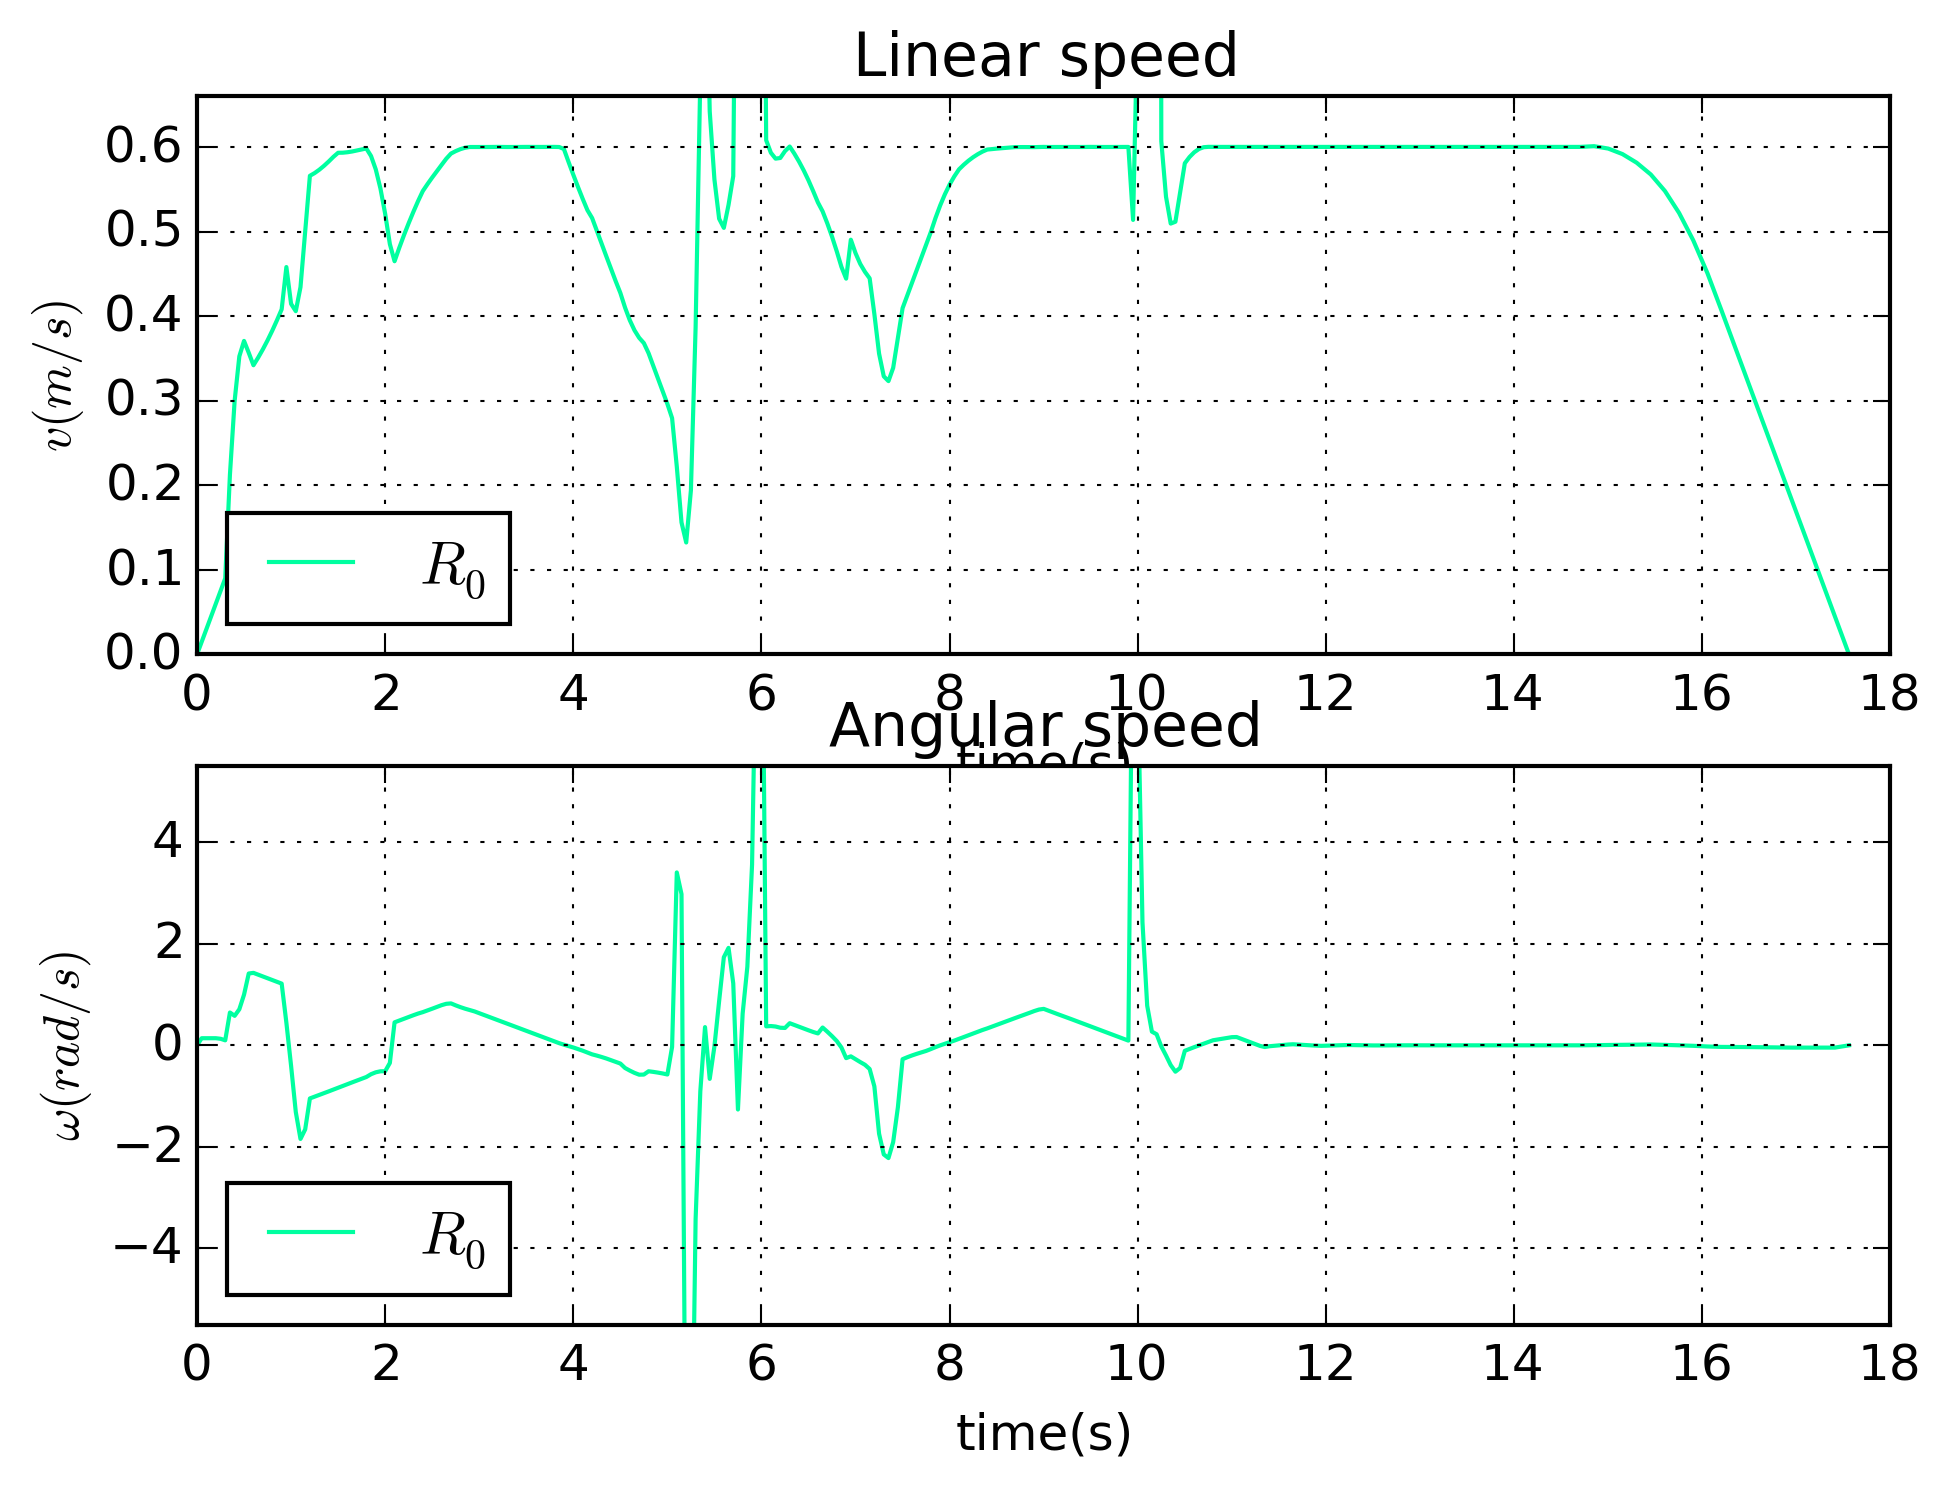 Linear speed
0.6
0.5
0.4
0.3
0.2
0.1
0.0
v(m/s)
R₀
0 2 4 6 8 10 12 14 16 18
time(s)
Angular speed
4
2
0
−2
−4
ω(rad/s)
R₀
0 2 4 6 8 10 12 14 16 18
time(s)